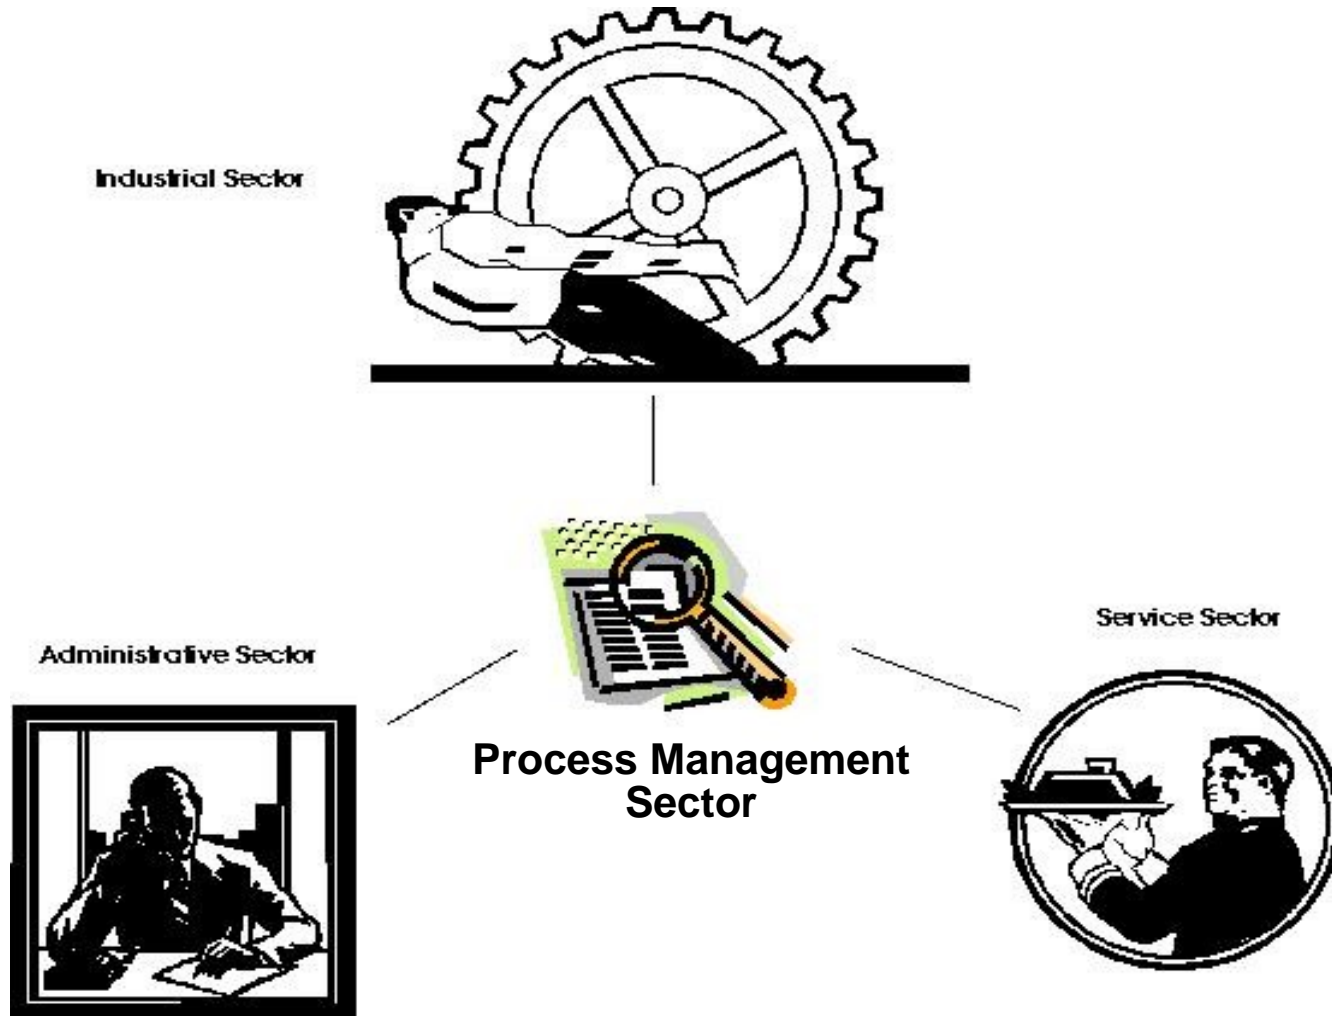 Industrial Sector
Service Sector
Administrative Sector
Process Management
Sector